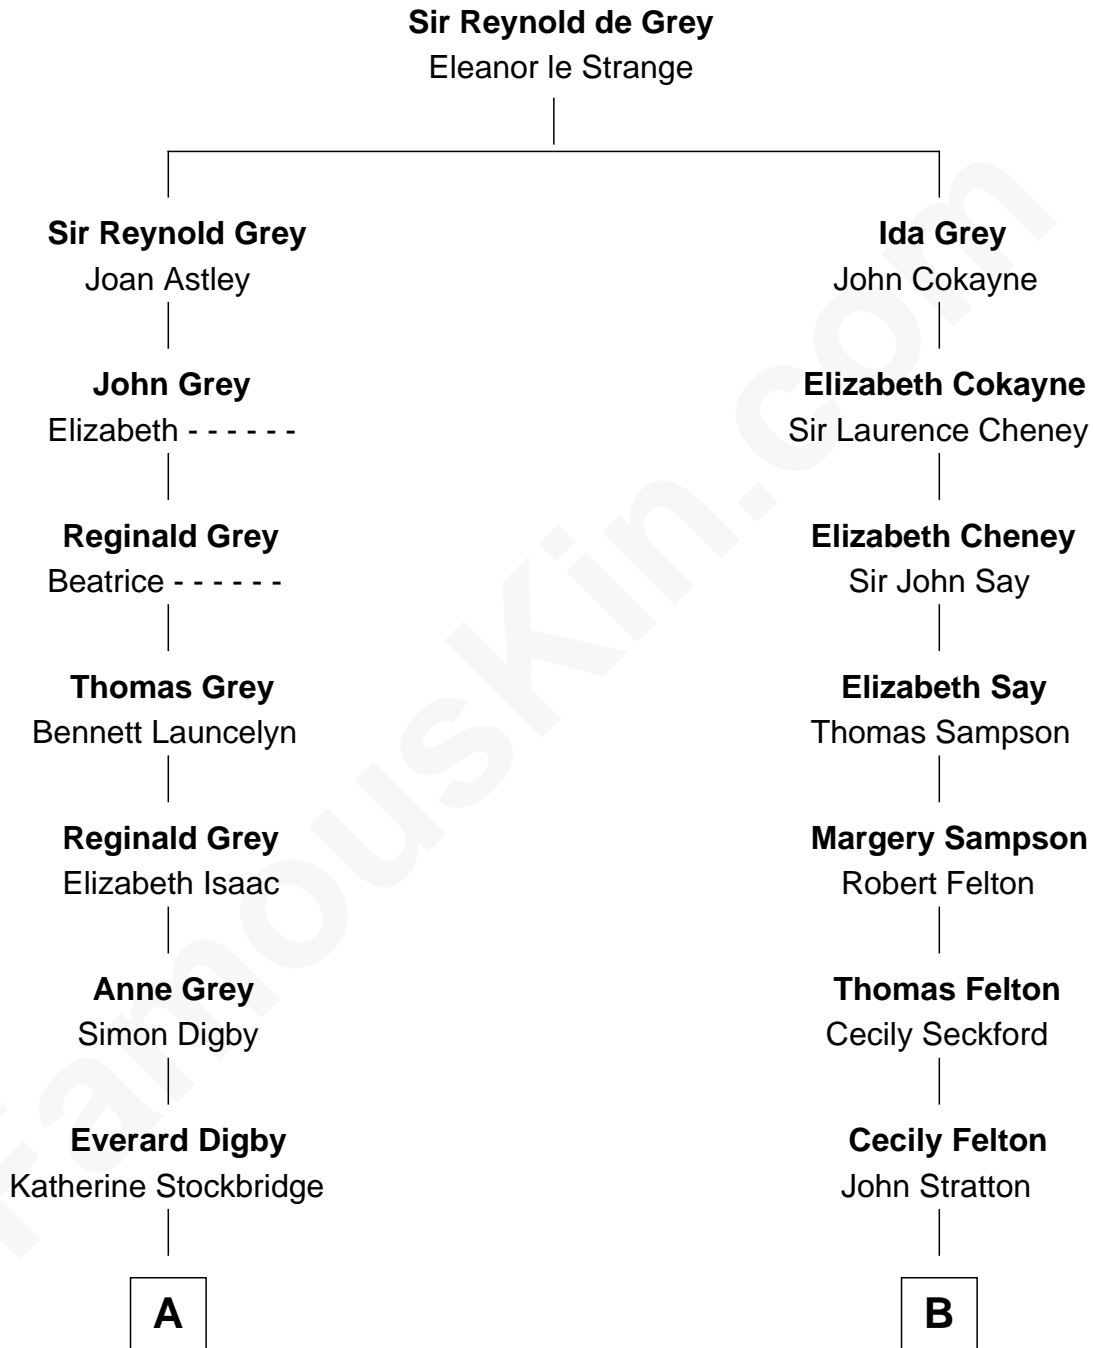 Sir Reynold de Grey
Eleanor le Strange
Sir Reynold Grey
Joan Astley
John Grey
Elizabeth - - - - - -
Reginald Grey
Beatrice - - - - - -
Thomas Grey
Bennett Launcelyn
Reginald Grey
Elizabeth Isaac
Anne Grey
Simon Digby
Everard Digby
Katherine Stockbridge
A
Ida Grey
John Cokayne
Elizabeth Cokayne
Sir Laurence Cheney
Elizabeth Cheney
Sir John Say
Elizabeth Say
Thomas Sampson
Margery Sampson
Robert Felton
Thomas Felton
Cecily Seckford
Cecily Felton
John Stratton
B
FamousKin.com